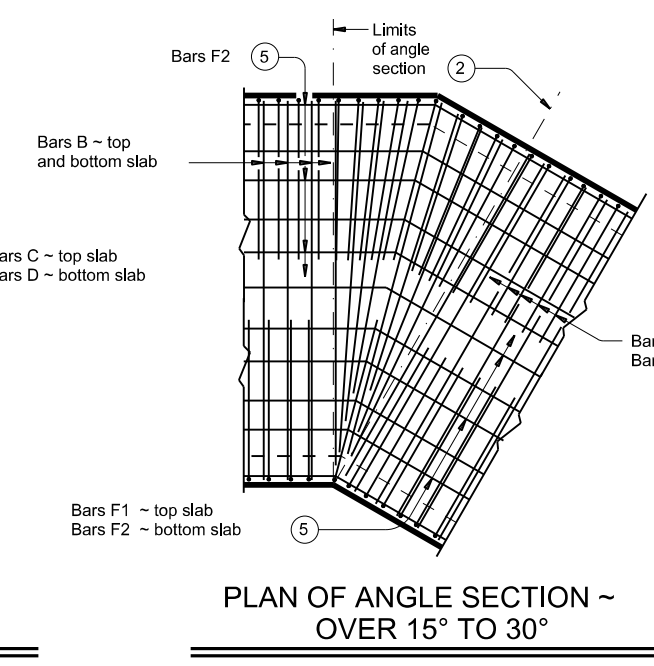 Limits
of angle
section
Bars F2
5
2
Bars B ~ top
and bottom slab
ars C ~ top slab
ars D ~ bottom slab
Bar
Bar
Bars F1 ~ top slab
Bars F2 ~ bottom slab
5
PLAN OF ANGLE SECTION ~
OVER 15° TO 30°